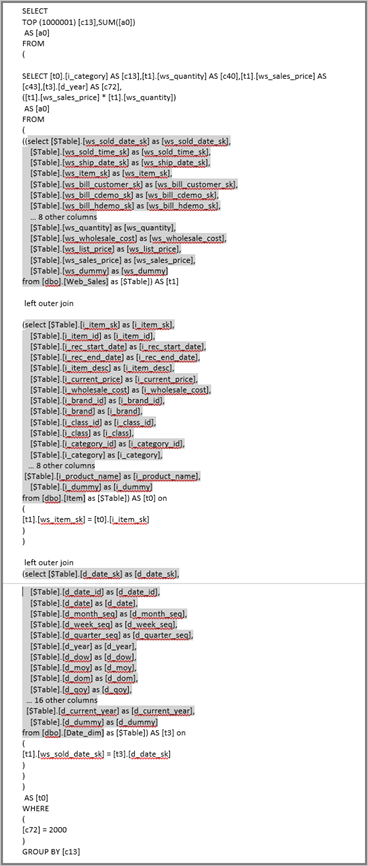 SELECT
TOP (1000001) [c13],SUM([a0])
AS [a0]
FROM
(
SELECT [t0].[i_category] AS [c13],[t1].[ws_quantity] AS [c40],[t1].[ws_sales_price] AS
[c43],[t3].[d_year] AS [c72],
([t1].[ws_sales_price] * [t1].[ws_quantity])
AS [a0]
FROM
(
((select [$Table].[ws_sold_date_sk] as [ws_sold_date_sk],
[$Table].[ws_sold_time_sk] as [ws_sold_time_sk],
[$Table].[ws_ship_date_sk] as [ws_ship_date_sk],
[$Table].[ws_item_sk] as [ws_item_sk],
[$Table].[ws_bill_customer_sk] as [ws_bill_customer_sk],
[$Table].[ws_bill_cdemo_sk] as [ws_bill_cdemo_sk],
[$Table].[ws_bill_hdemo_sk] as [ws_bill_hdemo_sk],
... 8 other columns
[$Table].[ws_quantity] as [ws_quantity],
[$Table].[ws_wholesale_cost] as [ws_wholesale_cost],
[$Table].[ws_list_price] as [ws_list_price],
[$Table].[ws_sales_price] as [ws_sales_price],
[$Table].[ws_dummy] as [ws_dummy]
from [dbo].[Web_Sales] as [$Table]) AS [t1]
left outer join
(select [$Table].[i_item_sk] as [i_item_sk],
[$Table].[i_item_id] as [i_item_id],
[$Table].[i_rec_start_date] as [i_rec_start_date],
[$Table].[i_rec_end_date] as [i_rec_end_date],
[$Table].[i_item_desc] as [i_item_desc],
[$Table].[i_current_price] as [i_current_price],
[$Table].[i_wholesale_cost] as [i_wholesale_cost],
[$Table].[i_brand_id] as [i_brand_id],
[$Table].[i_brand] as [i_brand],
[$Table].[i_class_id] as [i_class_id],
[$Table].[i_class] as [i_class],
[$Table].[i_category_id] as [i_category_id],
[$Table].[i_category] as [i_category],
... 8 other columns
[$Table].[i_product_name] as [i_product_name],
[$Table].[i_dummy] as [i_dummy]
from [dbo].[Item] as [$Table]) AS [t0] on
(
[t1].[ws_item_sk] = [t0].[i_item_sk]
)
)
left outer join
(select [$Table].[d_date_sk] as [d_date_sk],
[$Table].[d_date_id] as [d_date_id],
[$Table].[d_date] as [d_date],
[$Table].[d_month_seq] as [d_month_seq],
[$Table].[d_week_seq] as [d_week_seq],
[$Table].[d_quarter_seq] as [d_quarter_seq],
[$Table].[d_year] as [d_year],
[$Table].[d_dow] as [d_dow],
[$Table].[d_moy] as [d_moy],
[$Table].[d_dom] as [d_dom],
[$Table].[d_qoy] as [d_qoy],
... 16 other columns
[$Table].[d_current_year] as [d_current_year],
[$Table].[d_dummy] as [d_dummy]
from [dbo].[Date_dim] as [$Table]) AS [t3] on
(
[t1].[ws_sold_date_sk] = [t3].[d_date_sk]
)
)
)
AS [t0]
WHERE
(
[c72] = 2000
)
GROUP BY [c13]